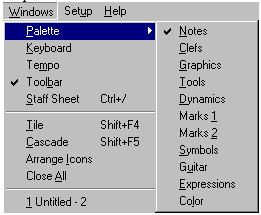 Windows Setup Help
Palette
Keyboard
Tempo
Toolbar
Staff Sheet Ctrl+/
Tile Shift+F4
Cascade Shift+F5
Arrange Icons
Close All
1 Untitled - 2
Notes
Clefs
Graphics
Tools
Dynamics
Marks 1
Marks 2
Symbols
Guitar
Expressions
Color